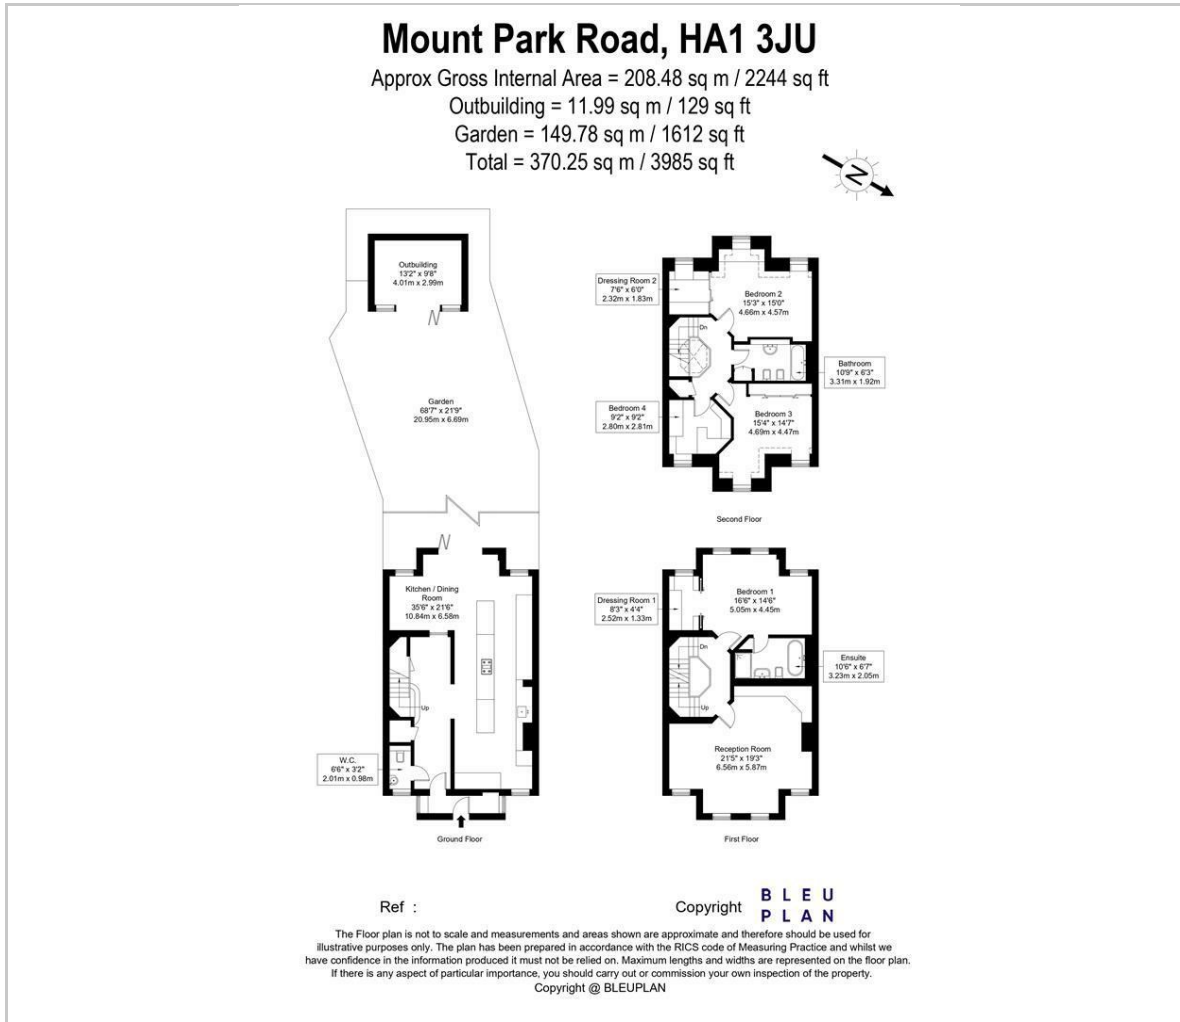 Mount Park Road, HA1 3JU
Approx Gross Internal Area = 208.48 sq m / 2244 sq ft
Outbuilding = 11.99 sq m / 129 sq ft
Garden = 149.78 sq m / 1612 sq ft
Total = 370.25 sq m / 3985 sq ft
N
Outbuilding
13'2" x 9'8"
4.01m x 2.99m
Garden
68'7" x 21'9"
20.95m x 6.69m
Kitchen / Dining
Room
35'6" x 21'6"
10.84m x 6.58m
Up
W.C.
6'6" x 3'2"
2.01m x 0.98m
Ground Floor
Dressing Room 2
7'6" x 6'0"
2.32m x 1.83m
Bedroom 2
15'3" x 15'0"
4.66m x 4.57m
Dn
Bathroom
10'9" x 6'3"
3.31m x 1.92m
Bedroom 4
9'2" x 9'2"
2.80m x 2.81m
Bedroom 3
15'4" x 14'7"
4.69m x 4.47m
Second Floor
Dressing Room 1
8'3" x 4'4"
2.52m x 1.33m
Bedroom 1
16'6" x 14'6"
5.05m x 4.45m
Dn
Ensuite
10'6" x 6'7"
3.23m x 2.05m
Up
Reception Room
21'5" x 19'3"
6.56m x 5.87m
First Floor
Ref :
Copyright
BLEU
PLAN
The Floor plan is not to scale and measurements and areas shown are approximate and therefore should be used for
illustrative purposes only. The plan has been prepared in accordance with the RICS code of Measuring Practice and whilst we
have confidence in the information produced it must not be relied on. Maximum lengths and widths are represented on the floor plan.
If there is any aspect of particular importance, you should carry out or commission your own inspection of the property.
Copyright @ BLEUPLAN